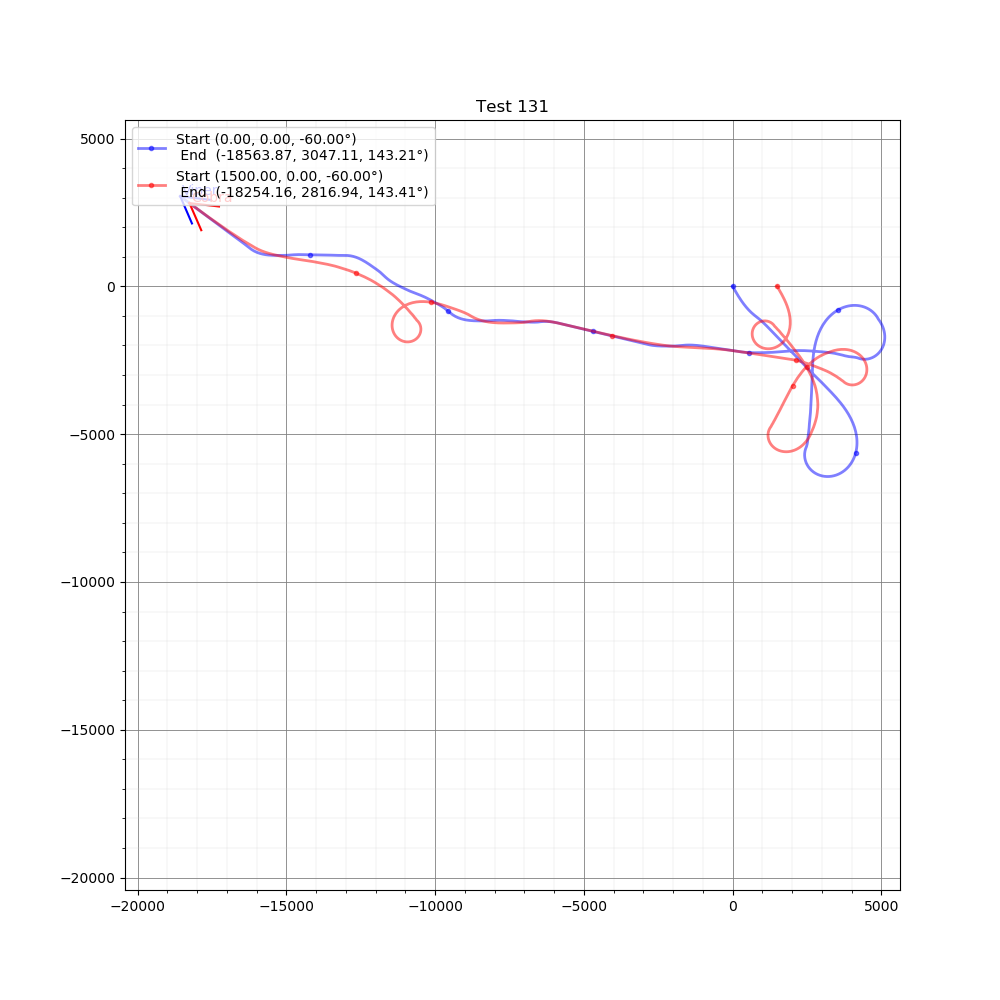 Test 131
Start (0.00, 0.00, -60.00°)
End (-18563.87, 3047.11, 143.21°)
Start (1500.00, 0.00, -60.00°)
End (-18254.16, 2816.94, 143.41°)
5000
0
−5000
−10000
−15000
−20000
−20000 −15000 −10000 −5000 0 5000